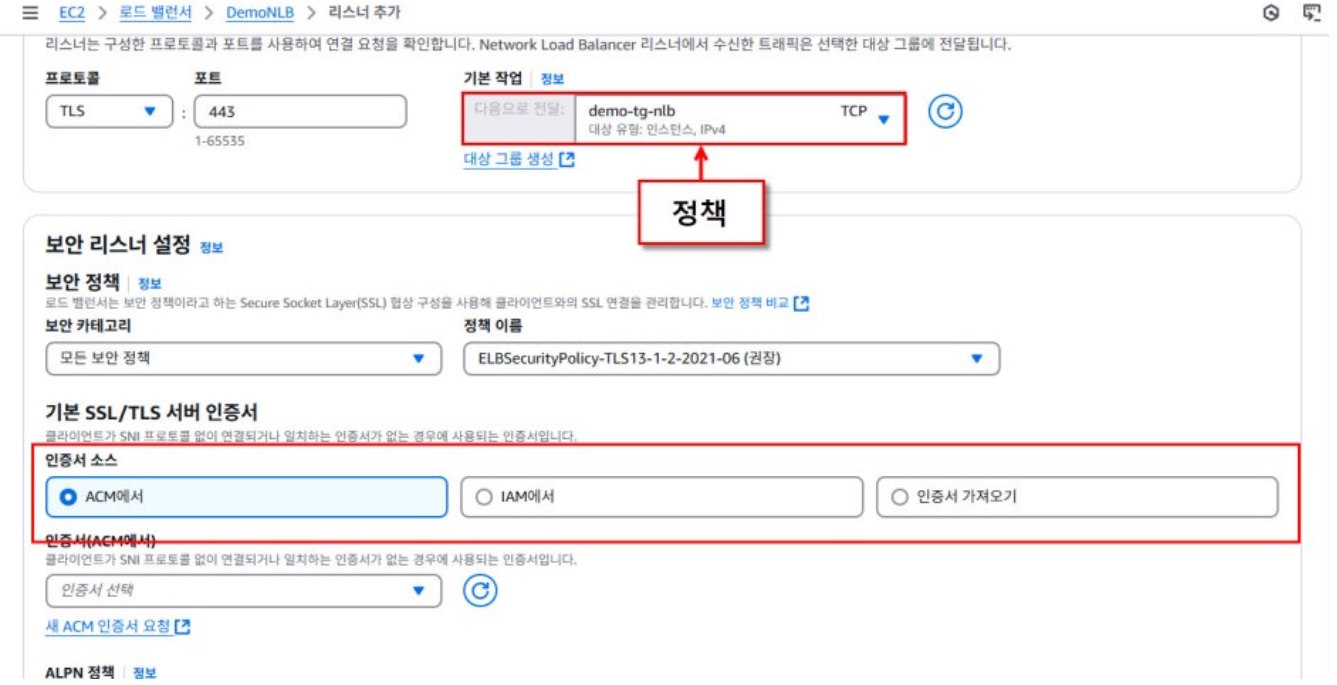 EC2 > 로드 밸런서 > DemoNLB > 리스너 추가
리스너는 구성한 프로토콜과 포트를 사용하여 연결 요청을 확인합니다. Network Load Balancer 리스너에서 수신한 트래픽은 선택한 대상 그룹에 전달됩니다.
프로토콜 포트 기본 작업 | 정보
TLS : 443 다음으로 전달: demo-tg-nlb TCP
대상 유형: 인스턴스, IPv4
1-65535
대상 그룹 생성
정책
보안 리스너 설정 정보
보안 정책 | 정보
로드 밸런서는 보안 정책이라고 하는 Secure Socket Layer(SSL) 협상 구성을 사용해 클라이언트와의 SSL 연결을 관리합니다. 보안 정책 비교
보안 카테고리 정책 이름
모든 보안 정책 ELBSecurityPolicy-TLS13-1-2-2021-06 (권장)
기본 SSL/TLS 서버 인증서
클라이언트가 SNI 프로토콜 없이 연결되거나 일치하는 인증서가 없는 경우에 사용되는 인증서입니다.
인증서 소스
ACM에서 IAM에서 인증서 가져오기
인증서(ACM에서)
클라이언트가 SNI 프로토콜 없이 연결되거나 일치하는 인증서가 없는 경우에 사용되는 인증서입니다.
인증서 선택
새 ACM 인증서 요청
ALPN 정책 | 정보